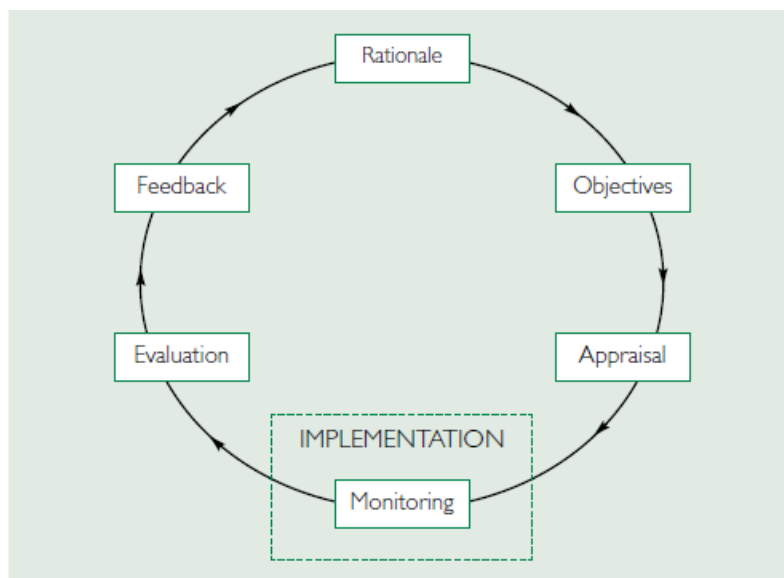 Rationale
Feedback
Objectives
Evaluation
Appraisal
IMPLEMENTATION
Monitoring